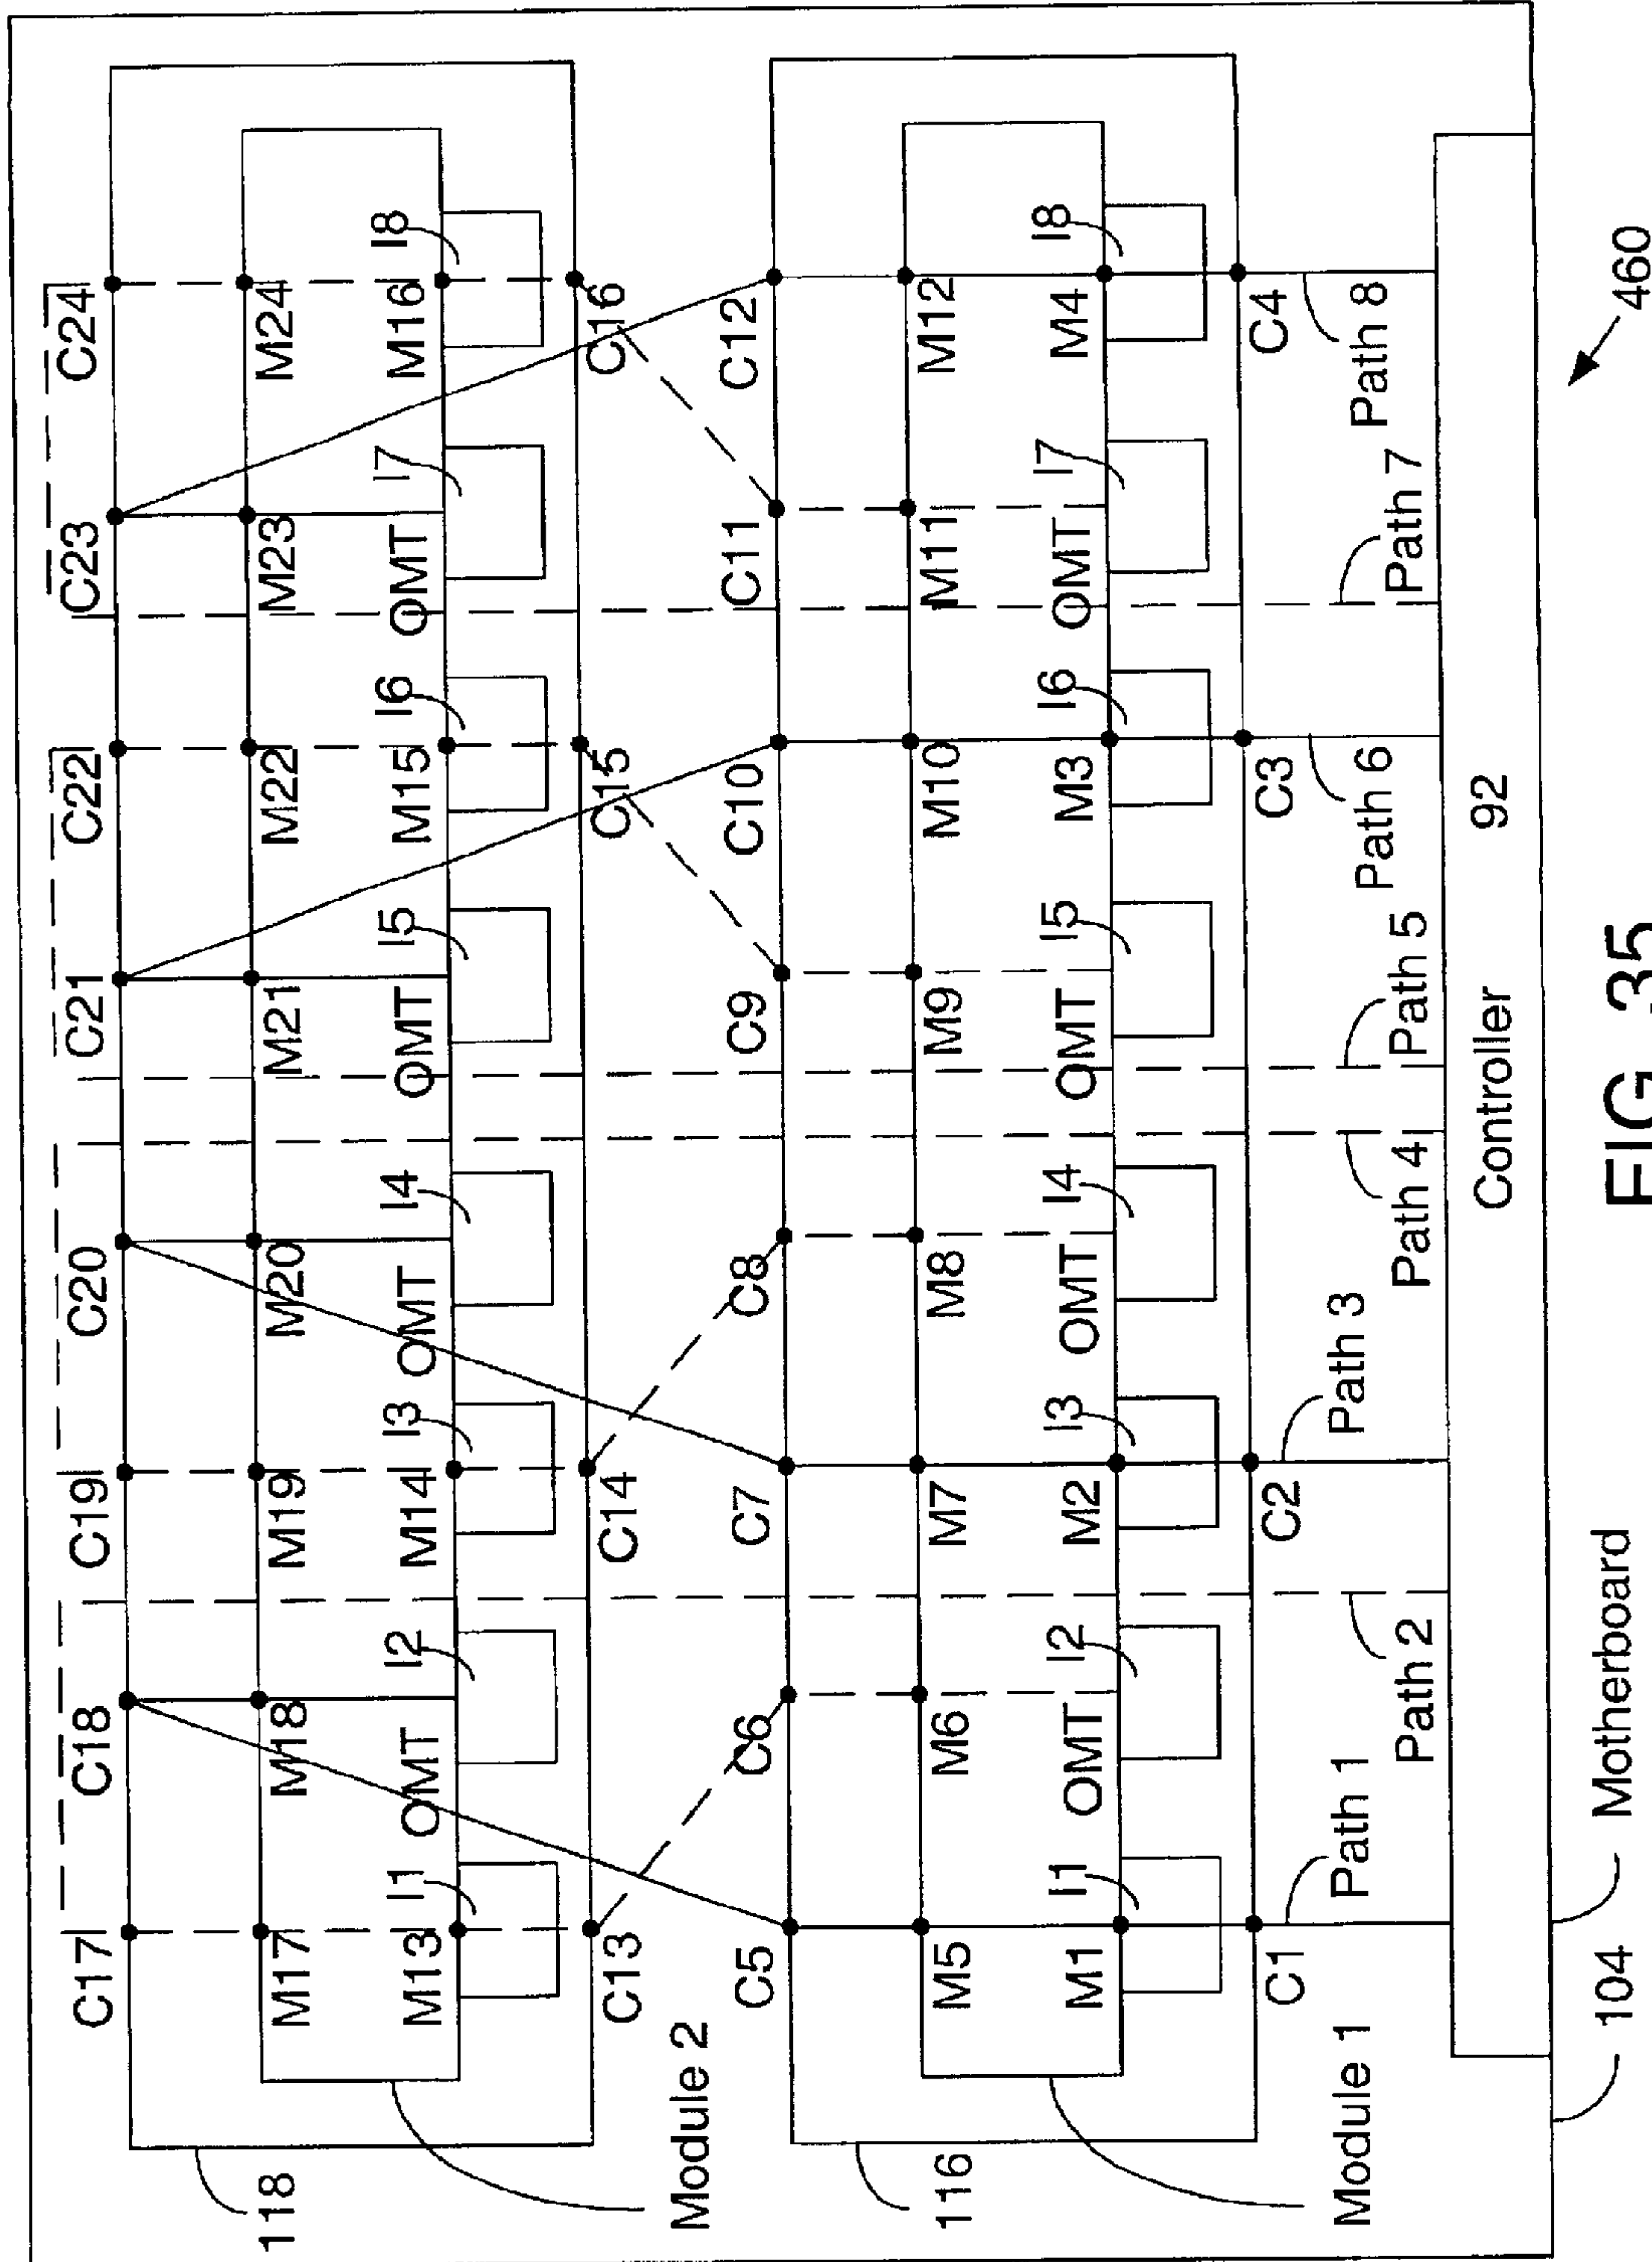 C17 C18 C19 C20 C21 C22 C23 C24
118 M17 M18 M19 M20 M21 M22 M23 M24
I1 I2 I3 I4 I5 I6 I7 I8
M13 OMT M14 OMT OMT M15 OMT M16
C13 C14 C15 C16
Module 2
C5 C6 C7 C8 C9 C10 C11 C12
116 M5 M6 M7 M8 M9 M10 M11 M12
I1 I2 I3 I4 I5 I6 I7 I8
M1 OMT M2 OMT OMT M3 OMT M4
C1 C2 C3 C4
Module 1 Path 1 Path 2 Path 3 Path 4 Path 5 Path 6 Path 7 Path 8
Controller 92
104 Motherboard
460
FIG. 35